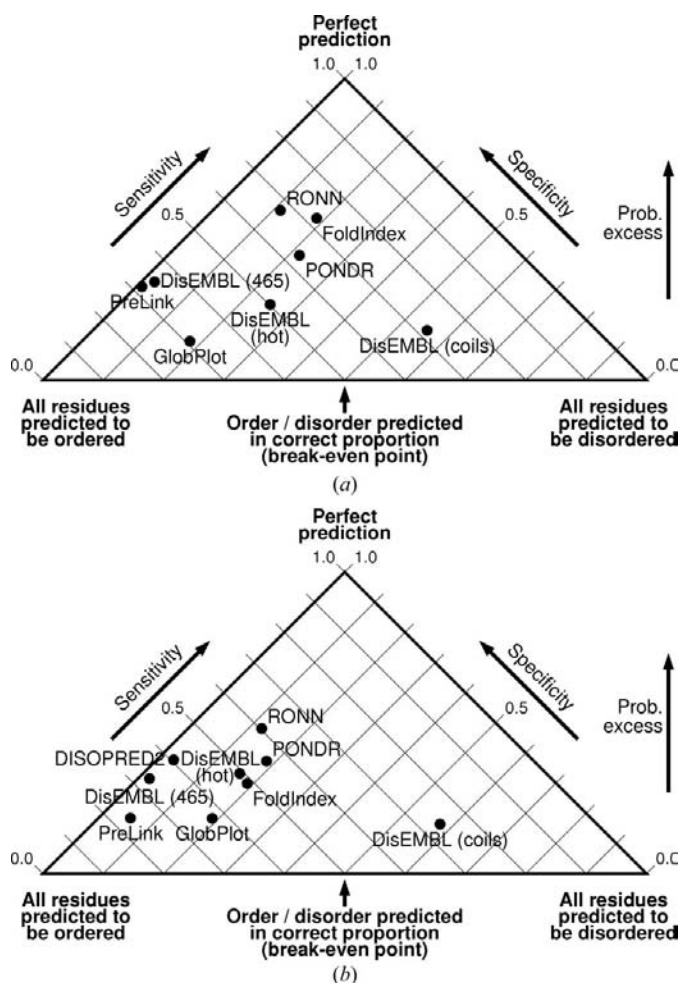 Perfect
prediction
1.0 1.0
Sensitivity
Specificity
0.5
0.5
Prob.
excess
RONN
FoldIndex
PONDR
DisEMBL (465)
PreLink
DisEMBL
(hot)
GlobPlot
DisEMBL (coils)
0.0
0.0
All residues
predicted to
be ordered
Order / disorder predicted
in correct proportion
(break-even point)
All residues
predicted to
be disordered
(a)
Perfect
prediction
1.0 1.0
Sensitivity
Specificity
0.5
0.5
Prob.
excess
RONN
DISOPRED2
DisEMBL
(hot)
PONDR
DisEMBL (465)
FoldIndex
PreLink
GlobPlot
DisEMBL (coils)
0.0
0.0
All residues
predicted to
be ordered
Order / disorder predicted
in correct proportion
(break-even point)
All residues
predicted to
be disordered
(b)